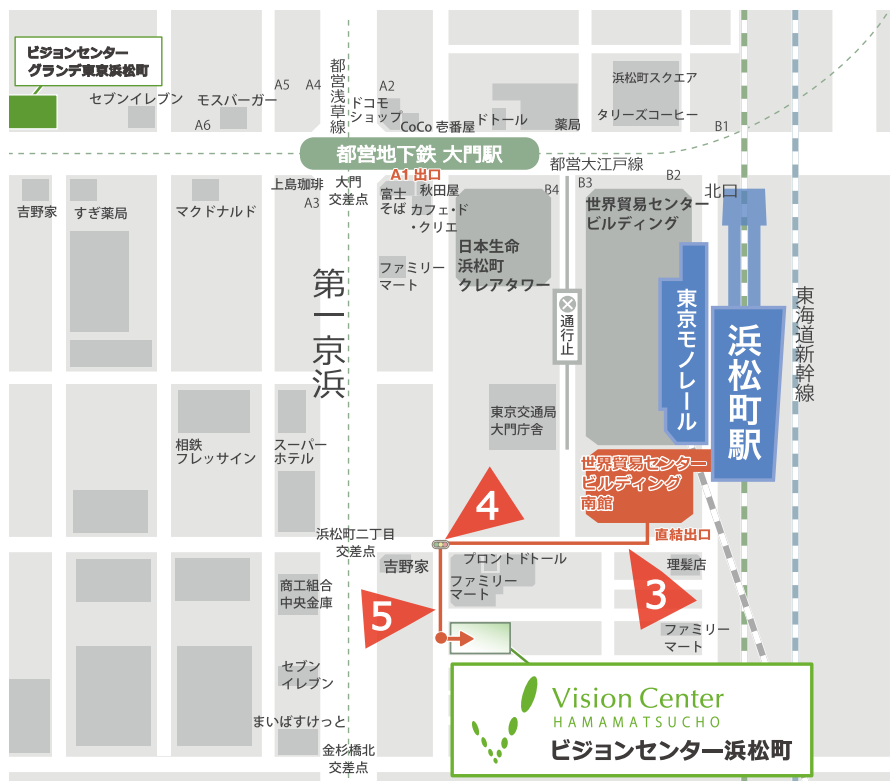 ビジョンセンター
グランデ東京浜松町
セブンイレブン
モスバーガー
A6
A5
A4
都営浅草線
A2
ドコモ
ショップ
CoCo 壱番屋
ドトール
薬局
浜松町スクエア
タリーズコーヒー
B1
都営地下鉄 大門駅
都営大江戸線
A1 出口
吉野家
すぎ薬局
マクドナルド
上島珈琲
A3
大門
交差点
富士
そば
秋田屋
カフェ・ド
・クリエ
B4
B3
B2
北口
世界貿易センター
ビルディング
日本生命
浜松町
クレアタワー
ファミリー
マート
第一京浜
通行止
東京モノレール
浜松町駅
東海道新幹線
相鉄
フレッサイン
スーパー
ホテル
東京交通局
大門庁舎
世界貿易センター
ビルディング
南館
直結出口
4
浜松町二丁目
交差点
吉野家
プロントドトール
ファミリー
マート
理髪店
3
商工組合
中央金庫
5
ファミリー
マート
セブン
イレブン
まいばすけっと
金杉橋北
交差点
Vision Center
HAMAMATSUCHO
ビジョンセンター浜松町